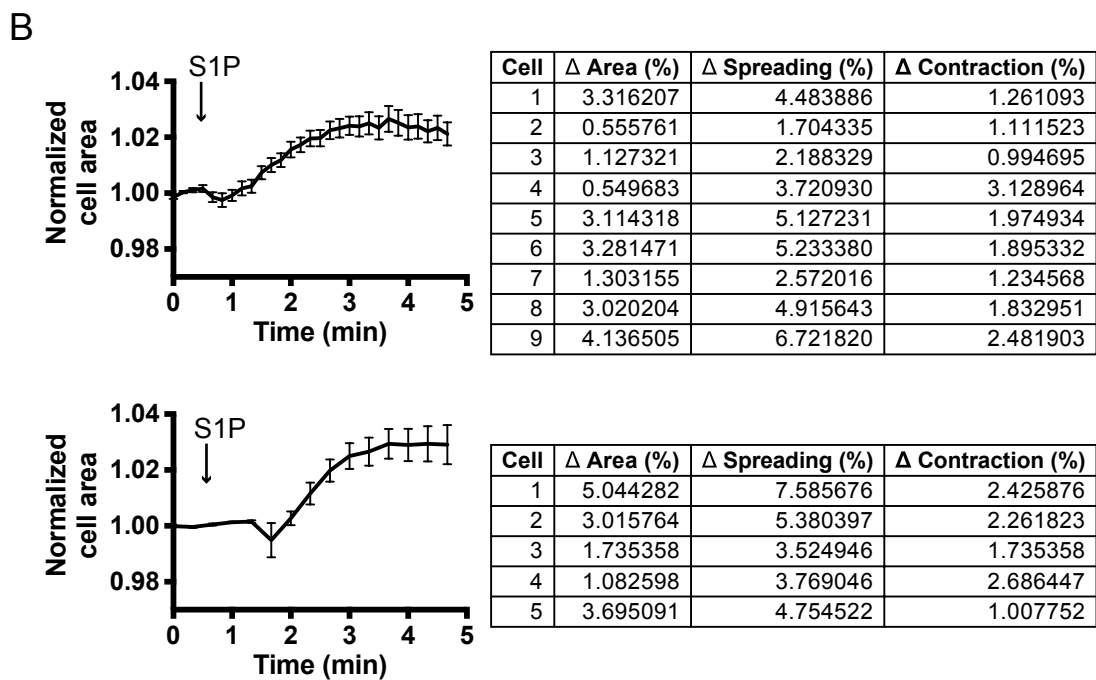 B
S1P
1.04
1.02
1.00
0.98
Normalized
cell area
0 1 2 3 4 5
Time (min)
Cell Δ Area (%) Δ Spreading (%) Δ Contraction (%)
1 3.316207 4.483886 1.261093
2 0.555761 1.704335 1.111523
3 1.127321 2.188329 0.994695
4 0.549683 3.720930 3.128964
5 3.114318 5.127231 1.974934
6 3.281471 5.233380 1.895332
7 1.303155 2.572016 1.234568
8 3.020204 4.915643 1.832951
9 4.136505 6.721820 2.481903
S1P
1.04
1.02
1.00
0.98
Normalized
cell area
0 1 2 3 4 5
Time (min)
Cell Δ Area (%) Δ Spreading (%) Δ Contraction (%)
1 5.044282 7.585676 2.425876
2 3.015764 5.380397 2.261823
3 1.735358 3.524946 1.735358
4 1.082598 3.769046 2.686447
5 3.695091 4.754522 1.007752